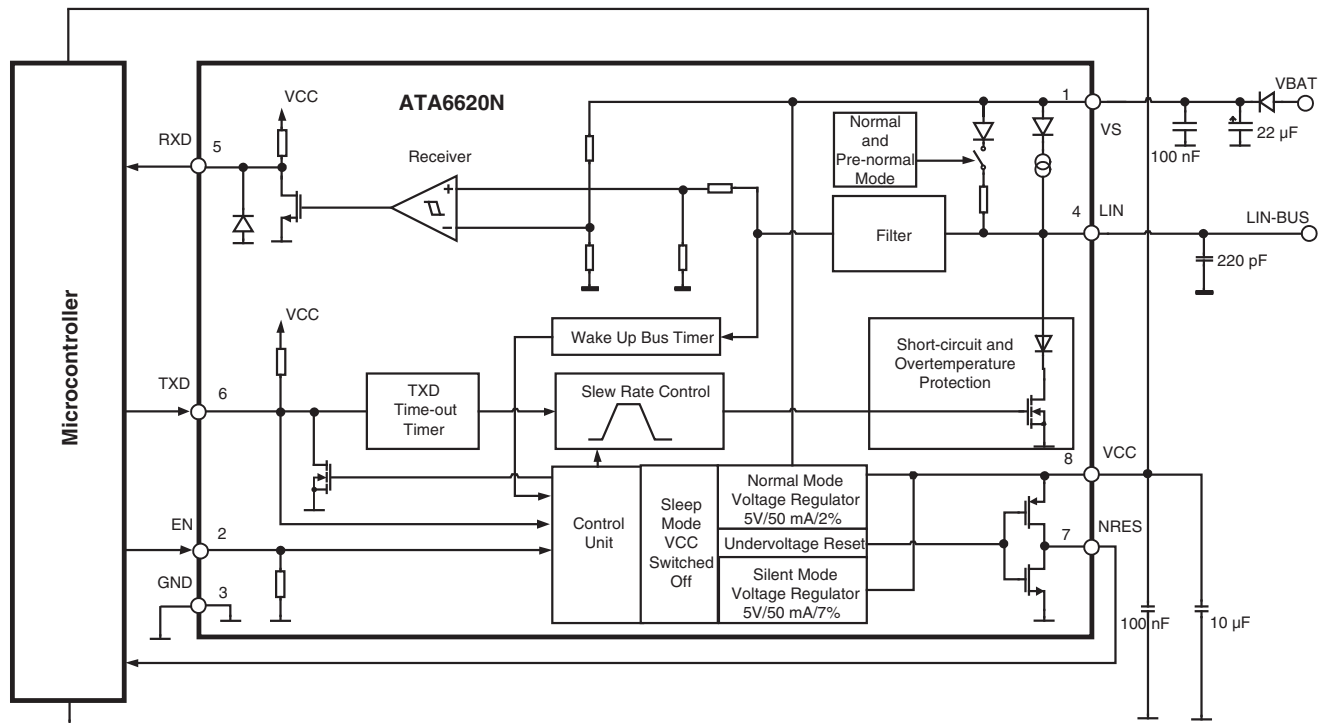 Microcontroller
ATA6620N
VCC
RXD
5
Receiver
+
−
Normal
and
Pre-normal
Mode
1
VS
VBAT
100 nF
22 µF
4
LIN
LIN-BUS
Filter
220 pF
VCC
Wake Up Bus Timer
Short-circuit and
Overtemperature
Protection
TXD
6
TXD
Time-out
Timer
Slew Rate Control
8
VCC
Control
Unit
Sleep
Mode
VCC
Switched
Off
Normal Mode
Voltage Regulator
5V/50 mA/2%
Undervoltage Reset
Silent Mode
Voltage Regulator
5V/50 mA/7%
EN
2
7
NRES
GND
3
100 nF
10 µF